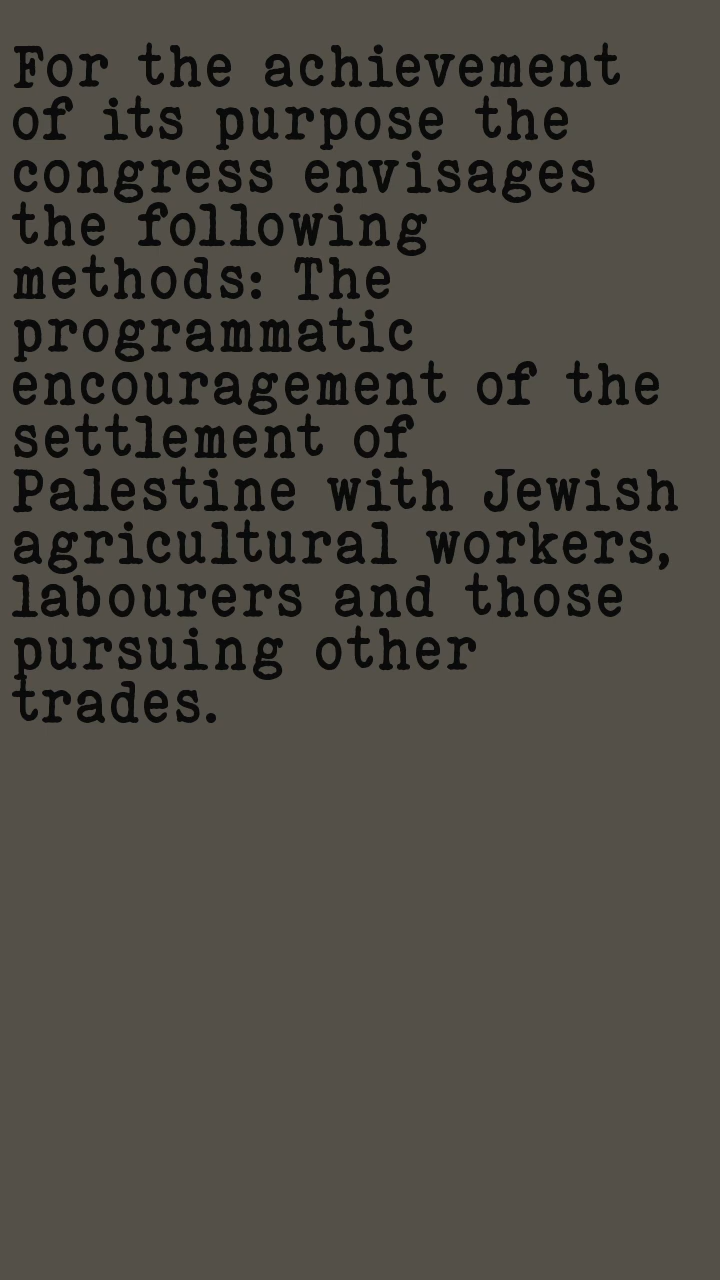 For the achievement
of its purpose the
congress envisages
the following
methods: The
programmatic
encouragement of the
settlement of
Palestine with Jewish
agricultural workers,
labourers and those
pursuing other
trades.